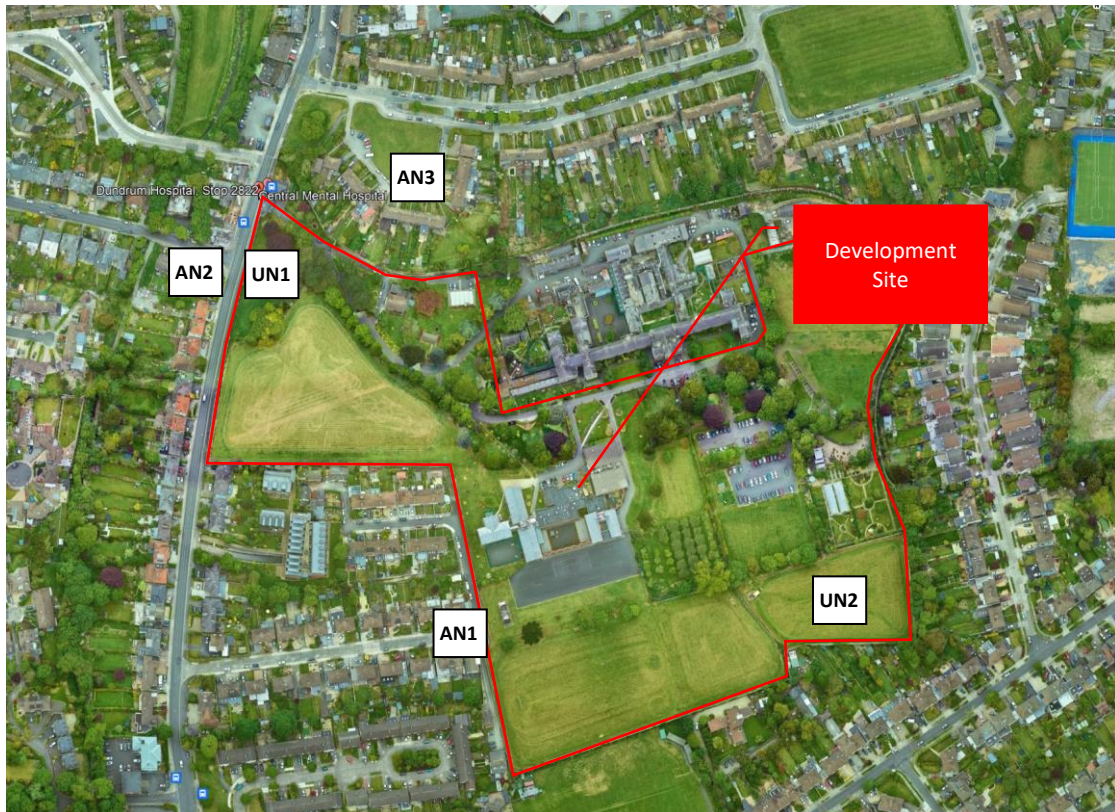 AN3
Dundrum Hospital, Stop 2822
Central Mental Hospital
AN2
UN1
Development
Site
UN2
AN1